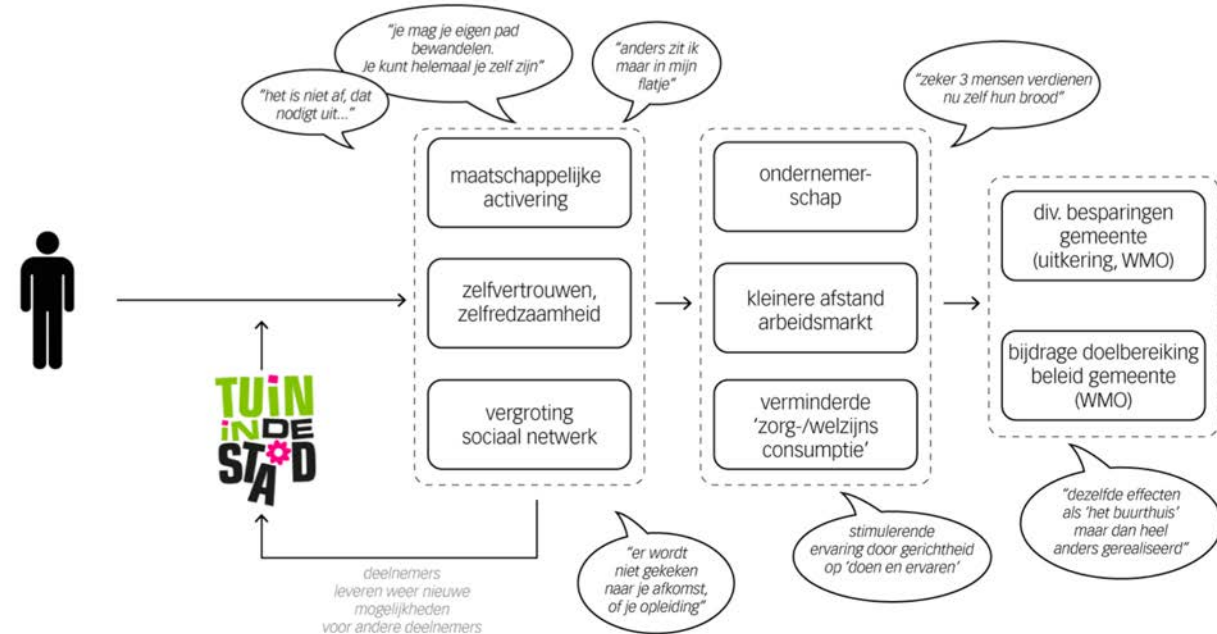 "je mag je eigen pad
bewandelen.
Je kunt helemaal je zelf zijn"
"anders zit ik
maar in mijn
flatje"
"het is niet af, dat
nodigt uit..."
"zeker 3 mensen verdienen
nu zelf hun brood"
maatschappelijke
activering
zelfvertrouwen,
zelfredzaamheid
vergroting
sociaal netwerk
ondernemer-
schap
kleinere afstand
arbeidsmarkt
verminderde
'zorg-/welzijns
consumptie'
div. besparingen
gemeente
(uitkering, WMO)
bijdrage doelbereiking
beleid gemeente
(WMO)
TUiN
iNDE
STAD
deelnemers
leveren weer nieuwe
mogelijkheden
voor andere deelnemers
"er wordt
niet gekeken
naar je afkomst,
of je opleiding"
stimulerende
ervaring door gerichtheid
op 'doen en ervaren'
"dezelfde effecten
als 'het buurthuis'
maar dan heel
anders gerealiseerd"